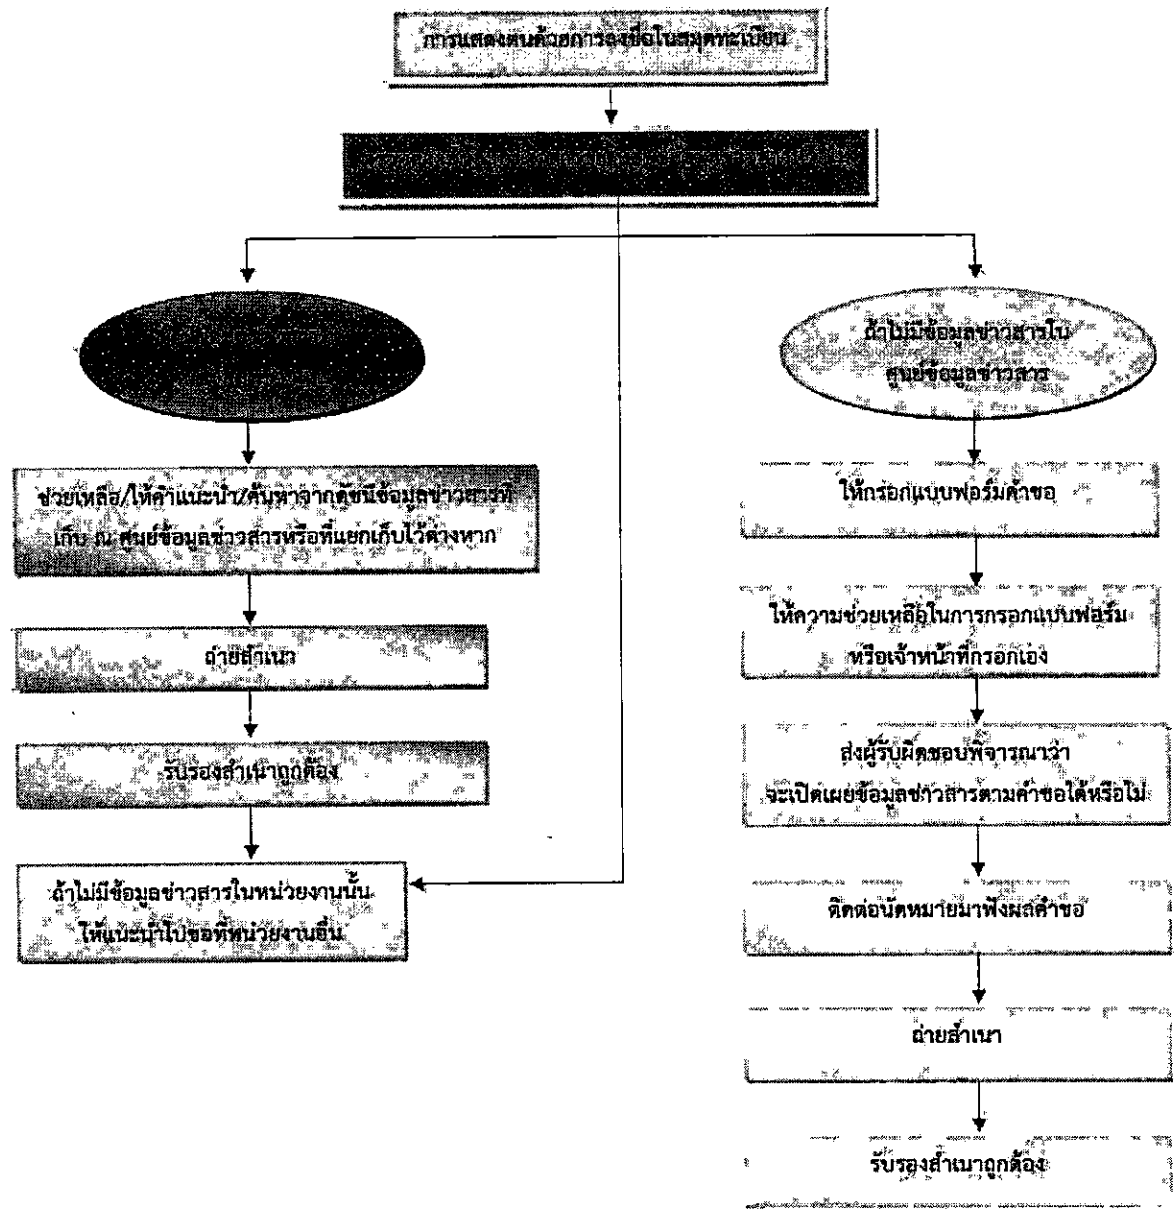 การแสดงตนด้วยการลงชื่อในสมุดทะเบียน
ถ้าไม่มีข้อมูลข่าวสารใน
ศูนย์ข้อมูลข่าวสาร
ช่วยเหลือ/ให้คำแนะนำ/ค้นหาจากดัชนีข้อมูลข่าวสารที่
เก็บ ณ ศูนย์ข้อมูลข่าวสารหรือที่แยกเก็บไว้ต่างหาก
ถ่ายสำเนา
รับรองสำเนาถูกต้อง
ถ้าไม่มีข้อมูลข่าวสารในหน่วยงานนั้น
ให้แนะนำไปขอที่หน่วยงานอื่น
ให้กรอกแบบฟอร์มคำขอ
ให้ความช่วยเหลือในการกรอกแบบฟอร์ม
หรือเจ้าหน้าที่กรอกเอง
ส่งผู้รับผิดชอบพิจารณาว่า
จะเปิดเผยข้อมูลข่าวสารตามคำขอได้หรือไม่
ติดต่อนัดหมายมาฟังผลคำขอ
ถ่ายสำเนา
รับรองสำเนาถูกต้อง